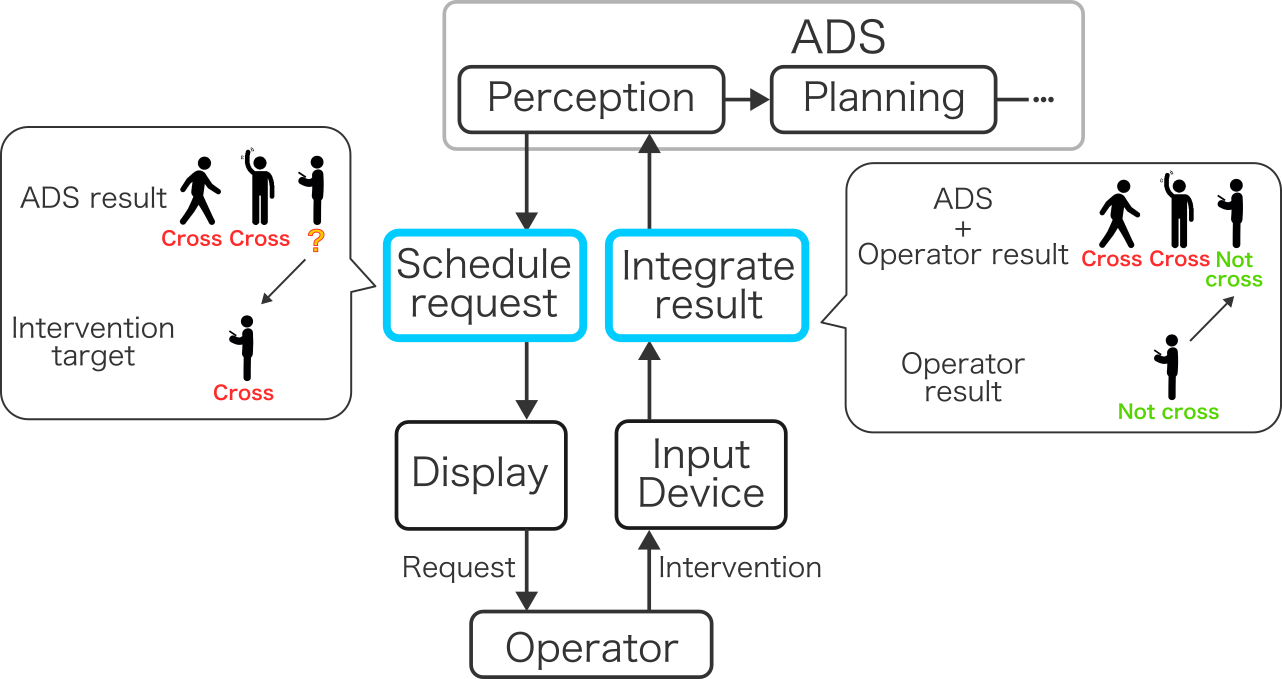 ADS
Perception
Planning
...
ADS result
Cross Cross ?
Intervention
target
Cross
Schedule
request
Integrate
result
ADS
+
Operator result
Cross Cross Not
cross
Operator
result
Not cross
Display
Input
Device
Request
Intervention
Operator